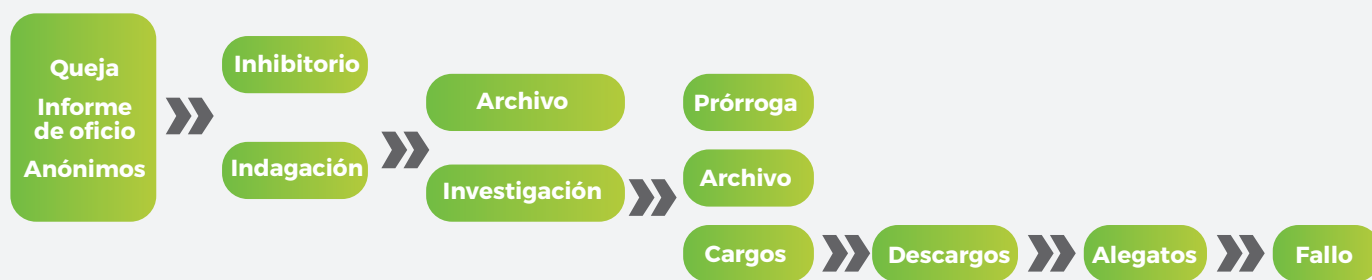 Queja
Informe
de oficio
Anónimos
Inhibitorio
Indagación
Archivo
Investigación
Prórroga
Archivo
Cargos
Descargos
Alegatos
Fallo